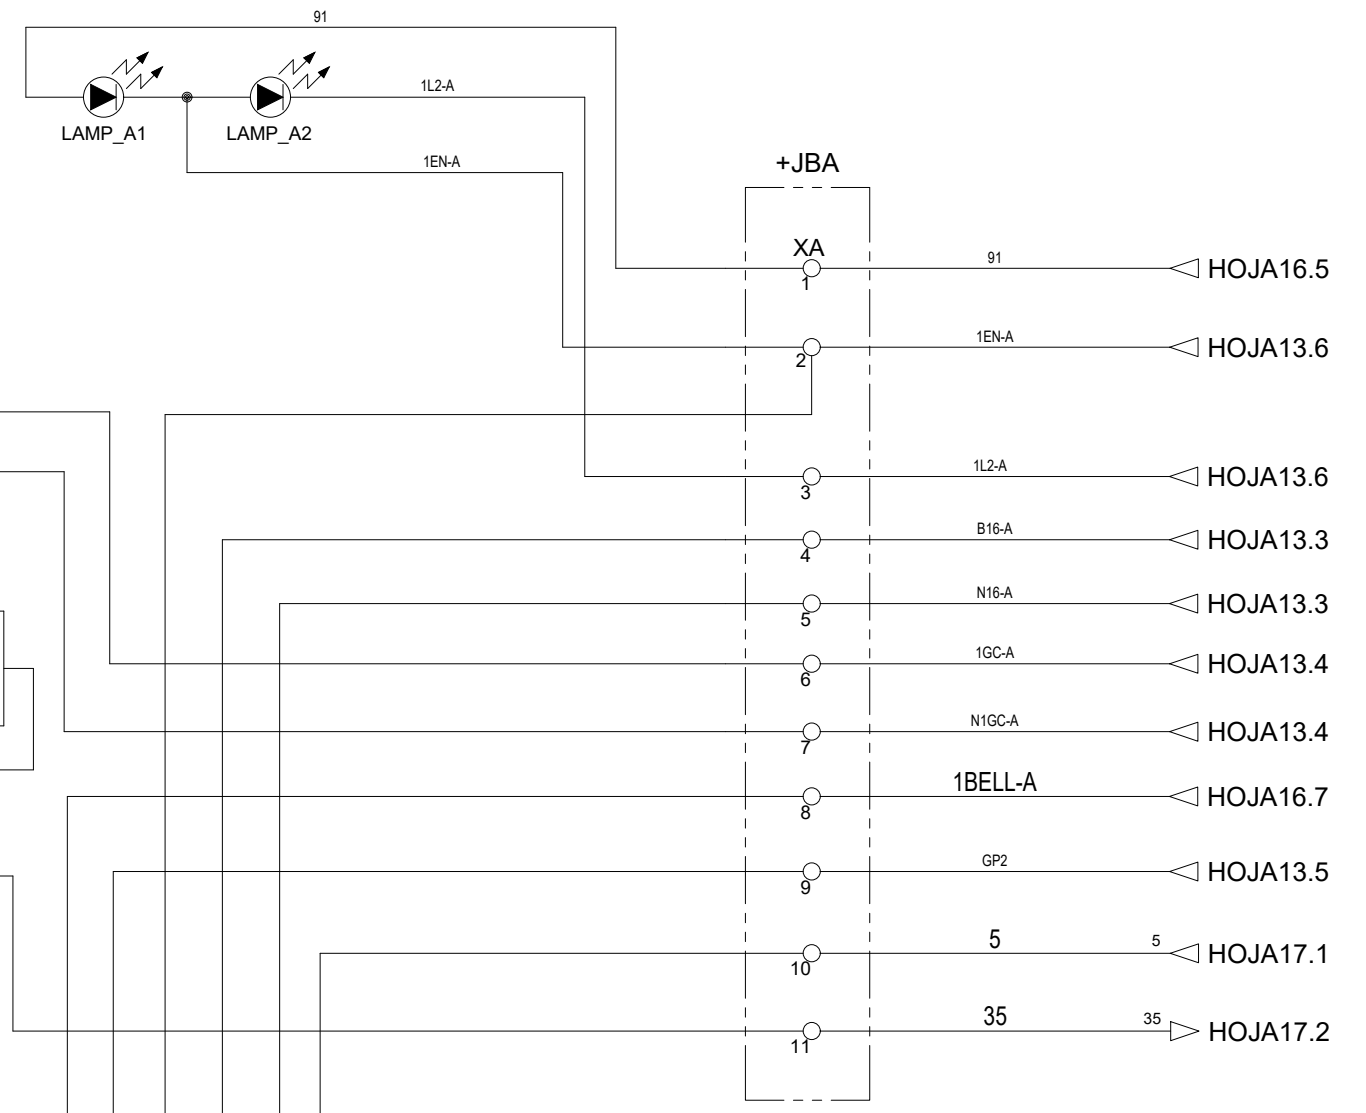 91
1L2-A
LAMP_A1
LAMP_A2
1EN-A
+JBA
XA
1
91
HOJA16.5
2
1EN-A
HOJA13.6
3
1L2-A
HOJA13.6
4
B16-A
HOJA13.3
5
N16-A
HOJA13.3
6
1GC-A
HOJA13.4
7
N1GC-A
HOJA13.4
8
1BELL-A
HOJA16.7
9
GP2
HOJA13.5
10
5
5
HOJA17.1
11
35
35
HOJA17.2